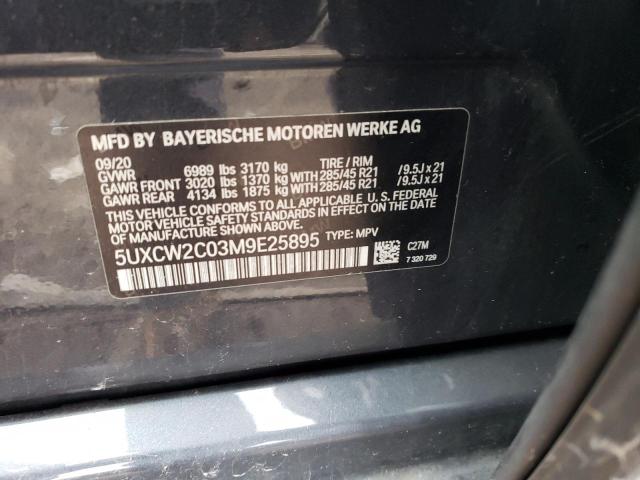 MFD BY BAYERISCHE MOTOREN WERKE AG
09/20 TIRE / RIM
GVWR 6989 lbs 3170 kg
GAWR FRONT 3020 lbs 1370 kg WITH 285/45 R21 /9.5J x 21
GAWR REAR 4134 lbs 1875 kg WITH 285/45 R21 /9.5J x 21
THIS VEHICLE CONFORMS TO ALL APPLICABLE U.S. FEDERAL
MOTOR VEHICLE SAFETY STANDARDS IN EFFECT ON THE DATE
OF MANUFACTURE SHOWN ABOVE.
5UXCW2C03M9E25895 TYPE: MPV
C27M
7 320 729